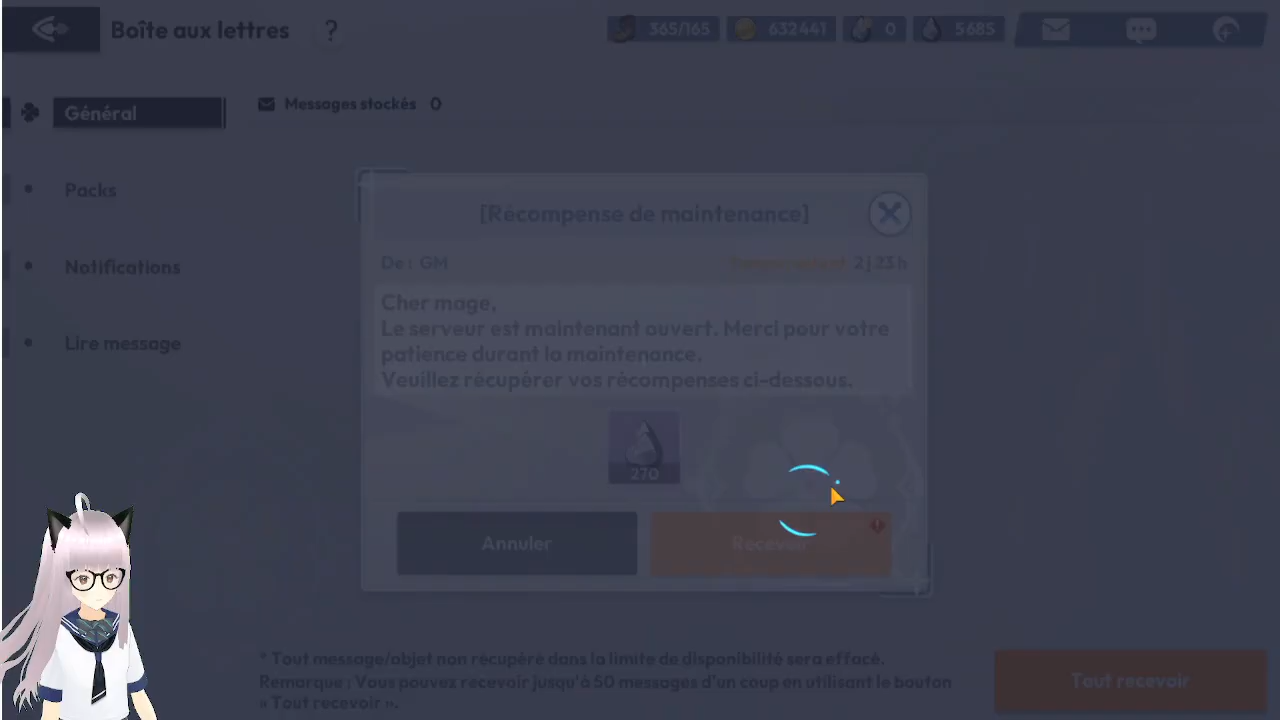 Boîte aux lettres ? 365/165 632441 0 5685
Général
Messages stockés 0
Packs
Notifications
Lire message
[Récompense de maintenance]
De : GM 2 j 23 h
Cher mage,
Le serveur est maintenant ouvert. Merci pour votre
patience durant la maintenance.
Veuillez récupérer vos récompenses ci-dessous.
270
Annuler
Recevoir
* Tout message/objet non récupéré dans la limite de disponibilité sera effacé.
Remarque : Vous pouvez recevoir jusqu'à 50 messages d'un coup en utilisant le bouton
« Tout recevoir ».
Tout recevoir